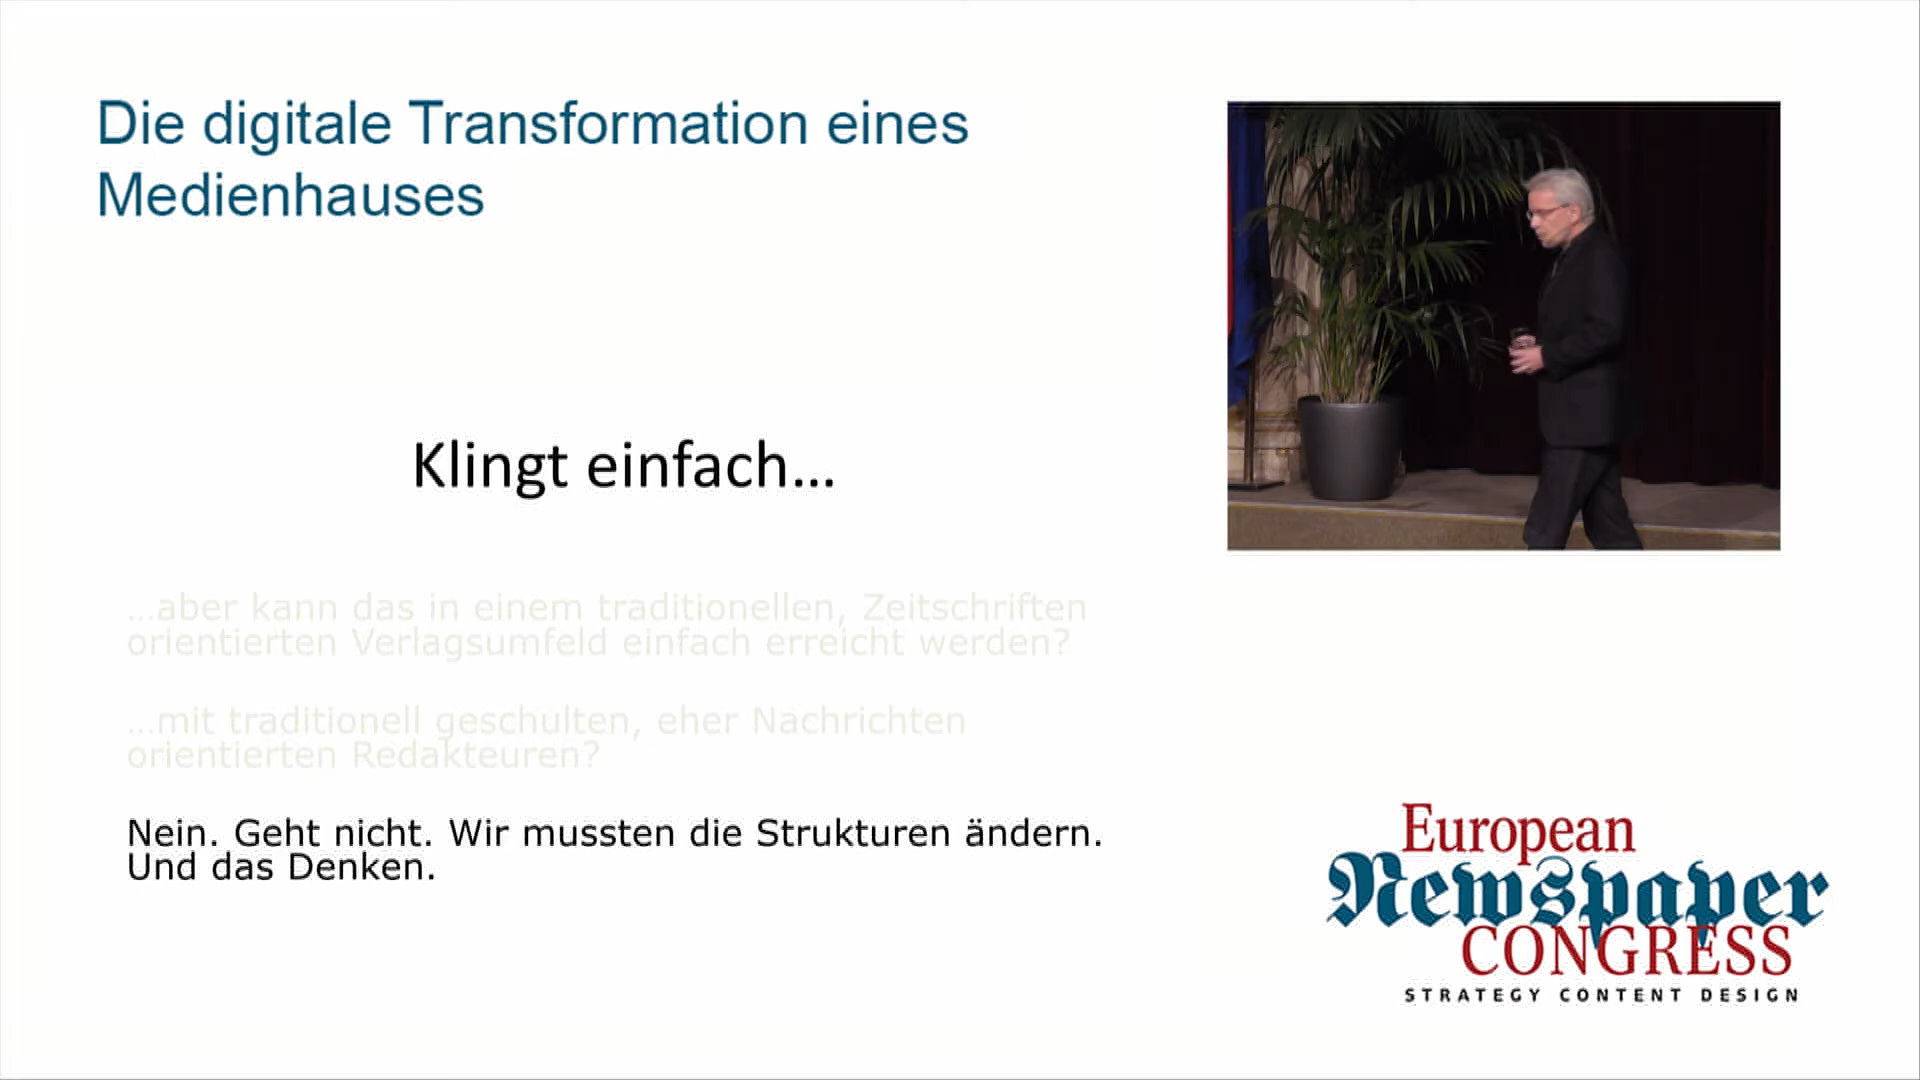 Die digitale Transformation eines
Medienhauses
Klingt einfach...
...aber kann das in einem traditionellen, Zeitschriften
orientierten Verlagsumfeld einfach erreicht werden?
...mit traditionell geschulten, eher Nachrichten
orientierten Redakteuren?
Nein. Geht nicht. Wir mussten die Strukturen ändern.
Und das Denken.
European
Newspaper
CONGRESS
STRATEGY CONTENT DESIGN